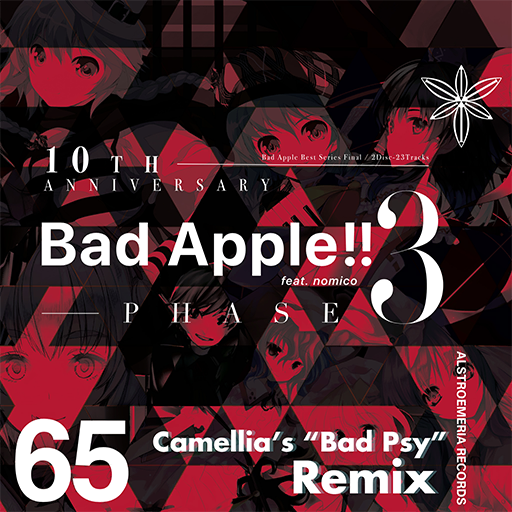 10TH
ANNIVERSARY
Bad Apple Best Series Final / 2Disc-23Tracks
Bad Apple!!
feat. nomico
PHASE
3
ALSTROEMERIA RECORDS
65
Camellia's “Bad Psy”
Remix